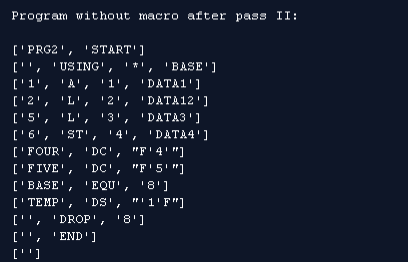 Program without macro after pass II:
['PRG2', 'START']
['', 'USING', '*', 'BASE']
['1', 'A', '1', 'DATA1']
['2', 'L', '2', 'DATA12']
['5', 'L', '3', 'DATA3']
['6', 'ST', '4', 'DATA4']
['FOUR', 'DC', "F'4'"]
['FIVE', 'DC', "F'5'"]
['BASE', 'EQU', '8']
['TEMP', 'DS', "'1'F"]
['', 'DROP', '8']
['', 'END']
['']